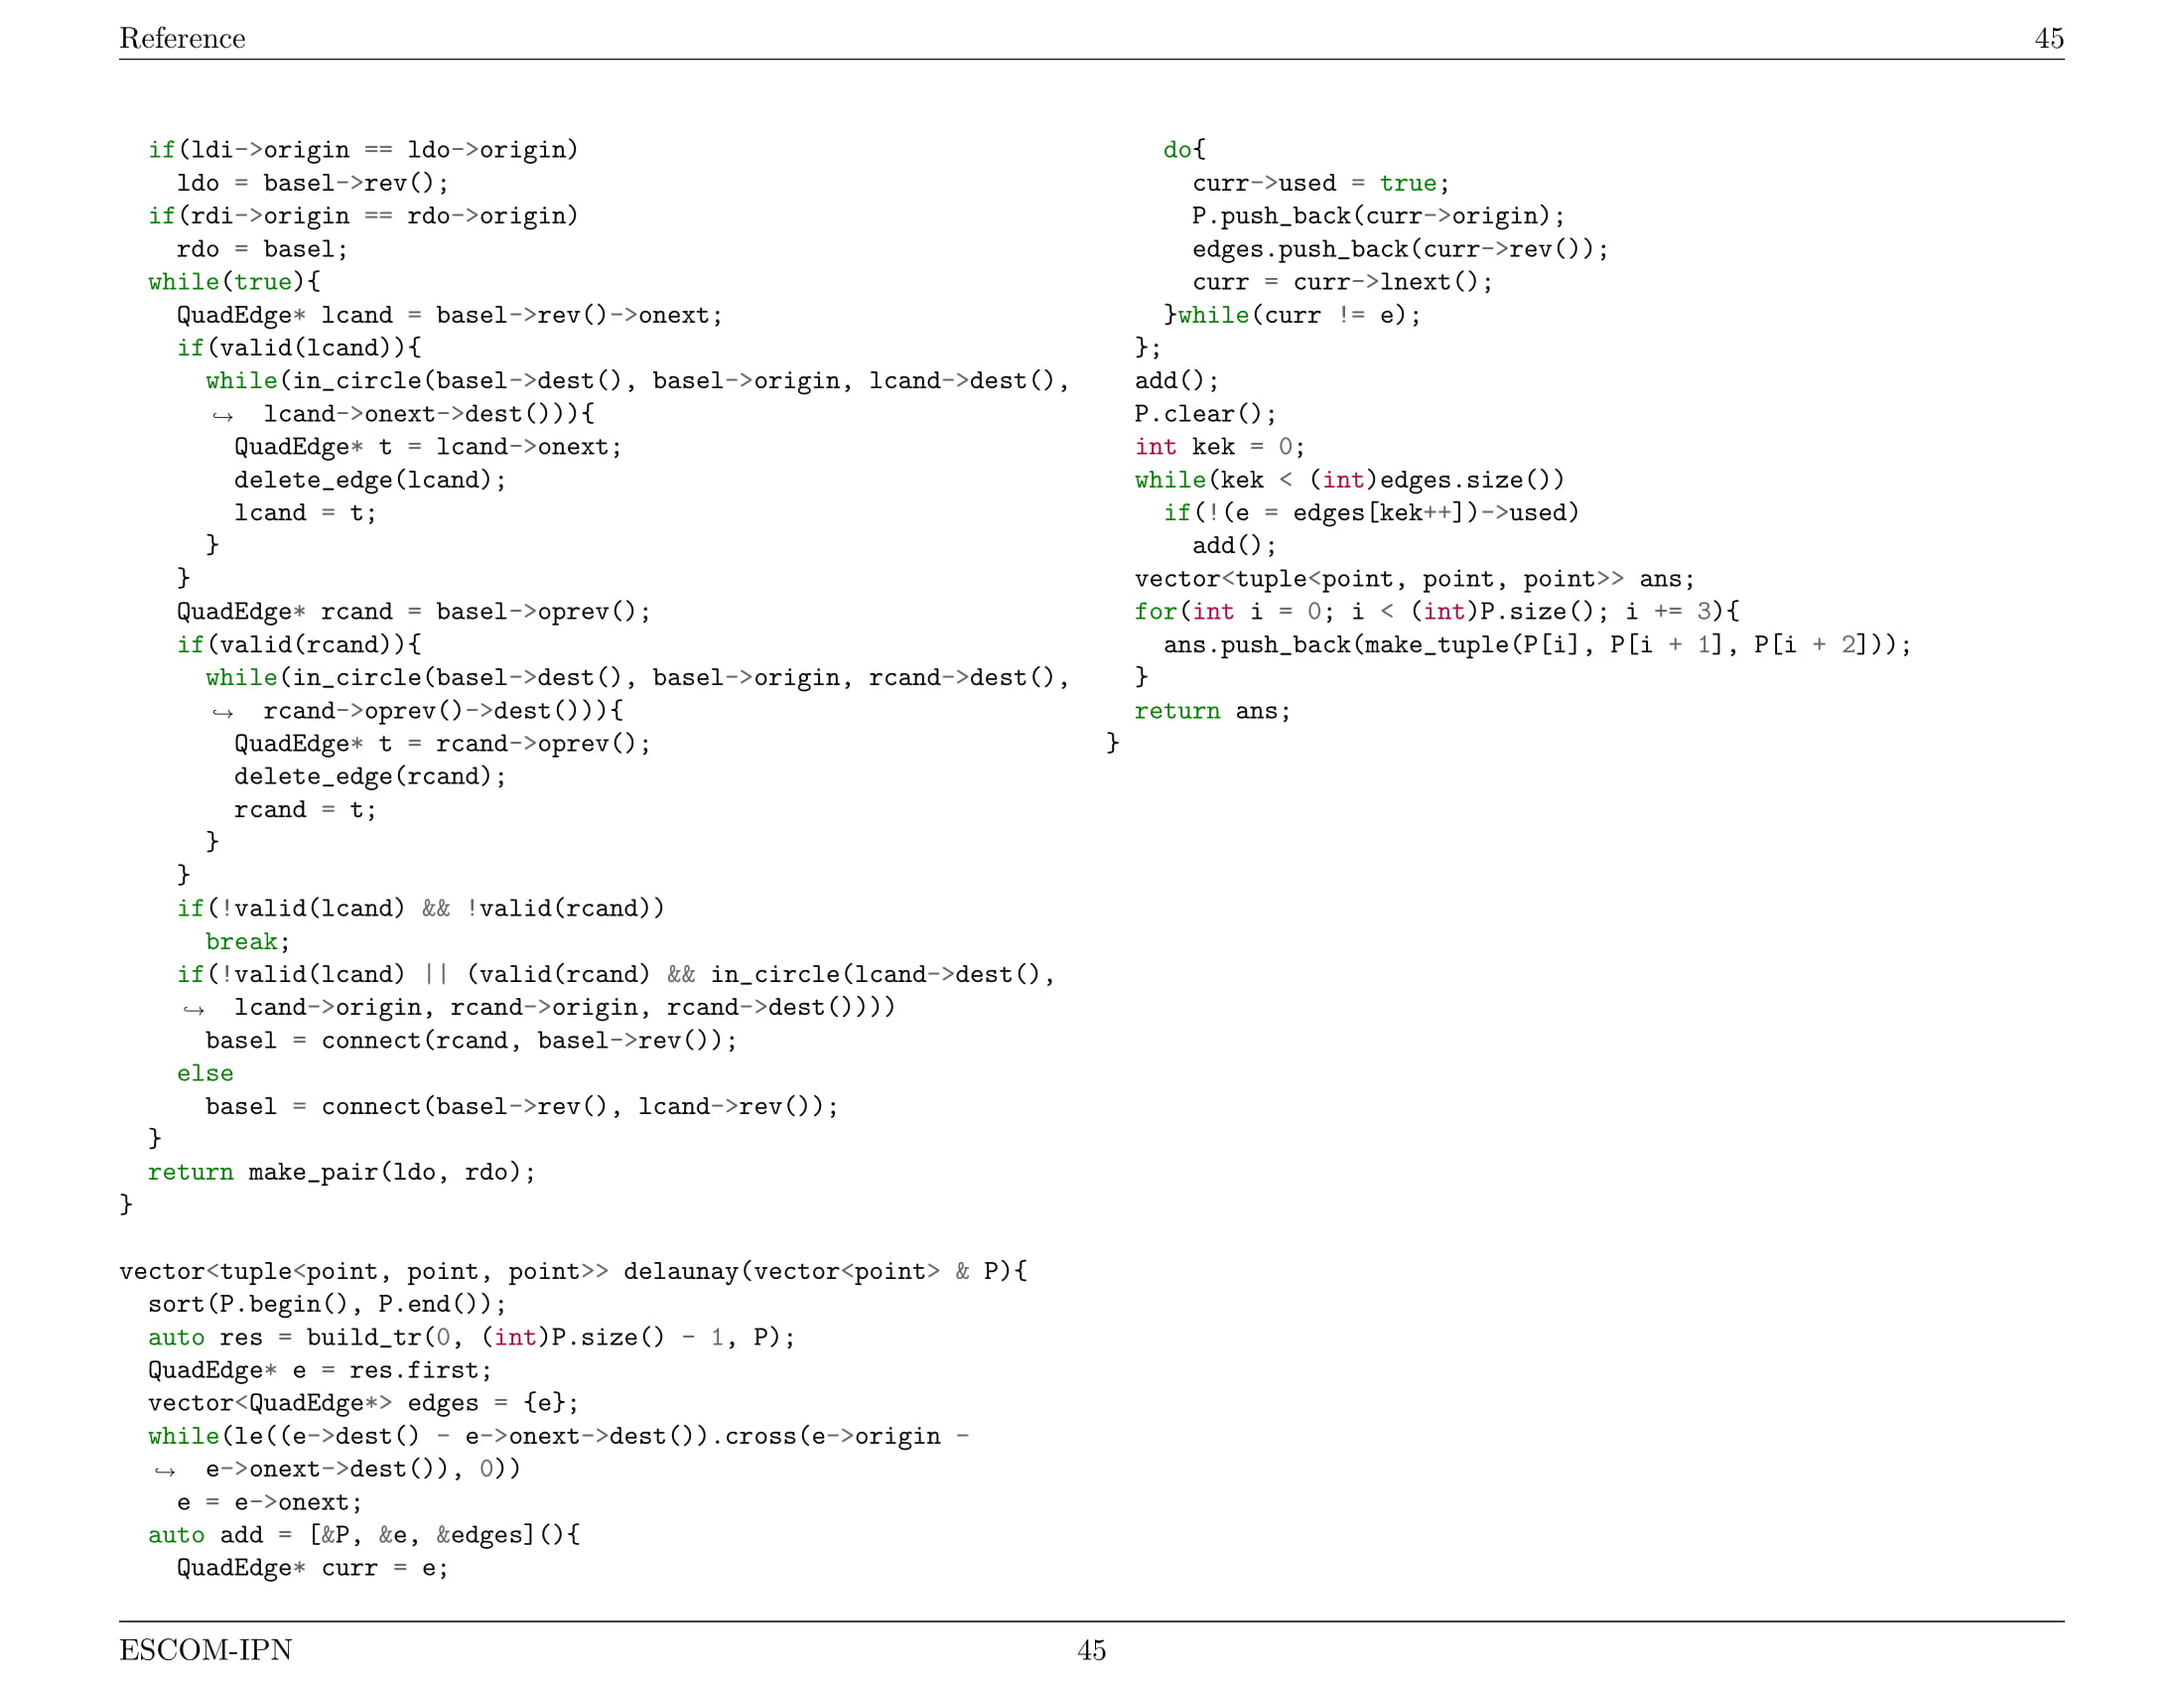 Reference 45
  if(ldi->origin == ldo->origin)
    ldo = basel->rev();
  if(rdi->origin == rdo->origin)
    rdo = basel;
  while(true){
    QuadEdge* lcand = basel->rev()->onext;
    if(valid(lcand)){
      while(in_circle(basel->dest(), basel->origin, lcand->dest(),
      ↪  lcand->onext->dest())){
        QuadEdge* t = lcand->onext;
        delete_edge(lcand);
        lcand = t;
      }
    }
    QuadEdge* rcand = basel->oprev();
    if(valid(rcand)){
      while(in_circle(basel->dest(), basel->origin, rcand->dest(),
      ↪  rcand->oprev()->dest())){
        QuadEdge* t = rcand->oprev();
        delete_edge(rcand);
        rcand = t;
      }
    }
    if(!valid(lcand) && !valid(rcand))
      break;
    if(!valid(lcand) || (valid(rcand) && in_circle(lcand->dest(),
    ↪  lcand->origin, rcand->origin, rcand->dest())))
      basel = connect(rcand, basel->rev());
    else
      basel = connect(basel->rev(), lcand->rev());
  }
  return make_pair(ldo, rdo);
}

vector<tuple<point, point, point>> delaunay(vector<point> & P){
  sort(P.begin(), P.end());
  auto res = build_tr(0, (int)P.size() - 1, P);
  QuadEdge* e = res.first;
  vector<QuadEdge*> edges = {e};
  while(le((e->dest() - e->onext->dest()).cross(e->origin -
  ↪  e->onext->dest()), 0))
    e = e->onext;
  auto add = [&P, &e, &edges](){
    QuadEdge* curr = e;
    do{
      curr->used = true;
      P.push_back(curr->origin);
      edges.push_back(curr->rev());
      curr = curr->lnext();
    }while(curr != e);
  };
  add();
  P.clear();
  int kek = 0;
  while(kek < (int)edges.size())
    if(!(e = edges[kek++])->used)
      add();
  vector<tuple<point, point, point>> ans;
  for(int i = 0; i < (int)P.size(); i += 3){
    ans.push_back(make_tuple(P[i], P[i + 1], P[i + 2]));
  }
  return ans;
}
ESCOM-IPN 45